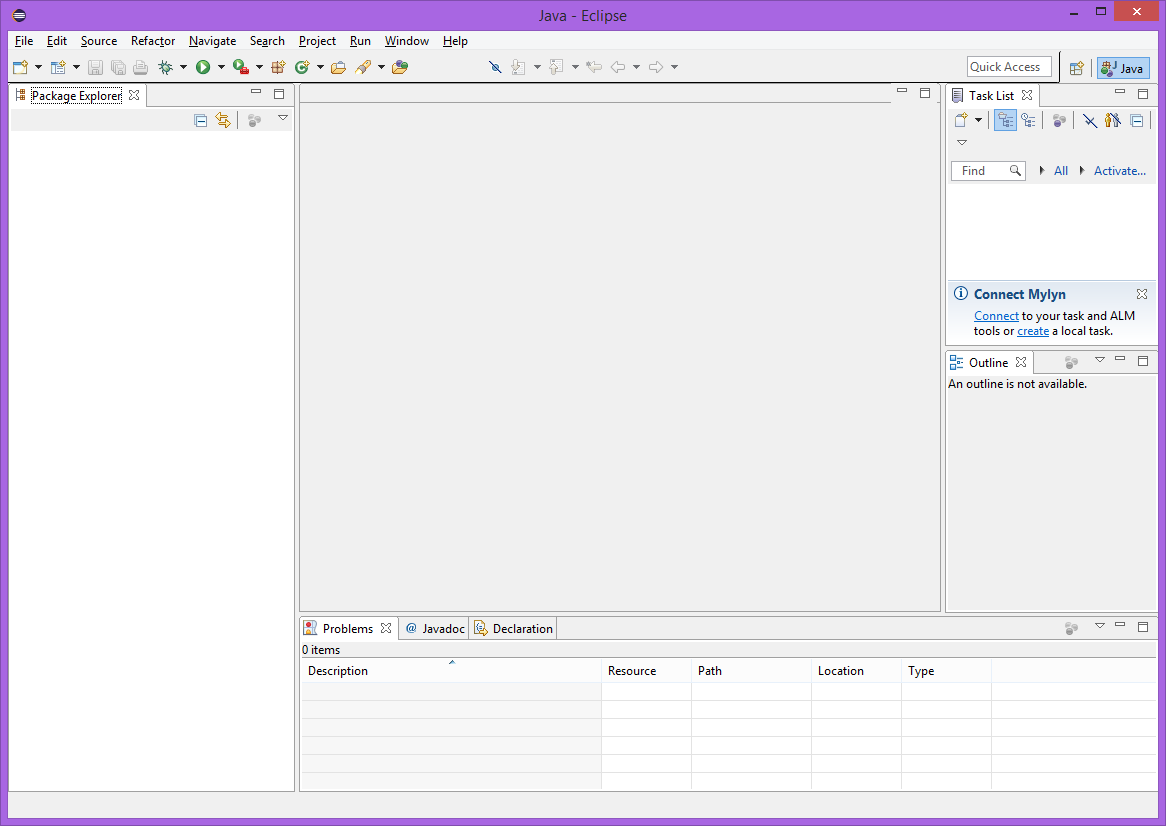 Java - Eclipse
File Edit Source Refactor Navigate Search Project Run Window Help
Quick Access
Java
Package Explorer
Task List
Find All Activate...
Connect Mylyn
Connect to your task and ALM
tools or create a local task.
Outline
An outline is not available.
Problems @ Javadoc Declaration
0 items
Description Resource Path Location Type